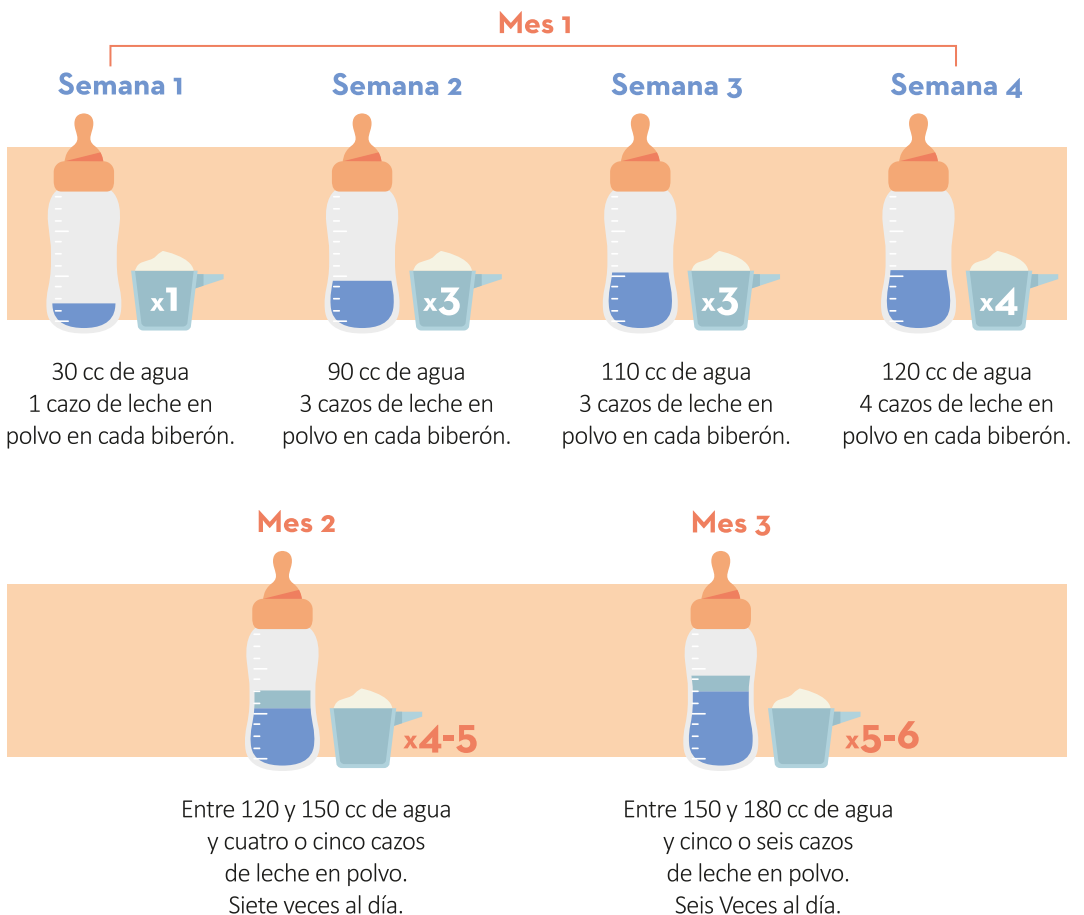 Mes 1
Semana 1
Semana 2
Semana 3
Semana 4
x1
x3
x3
x4
30 cc de agua
1 cazo de leche en
polvo en cada biberón.
90 cc de agua
3 cazos de leche en
polvo en cada biberón.
110 cc de agua
3 cazos de leche en
polvo en cada biberón.
120 cc de agua
4 cazos de leche en
polvo en cada biberón.
Mes 2
x4-5
Entre 120 y 150 cc de agua
y cuatro o cinco cazos
de leche en polvo.
Siete veces al día.
Mes 3
x5-6
Entre 150 y 180 cc de agua
y cinco o seis cazos
de leche en polvo.
Seis Veces al día.